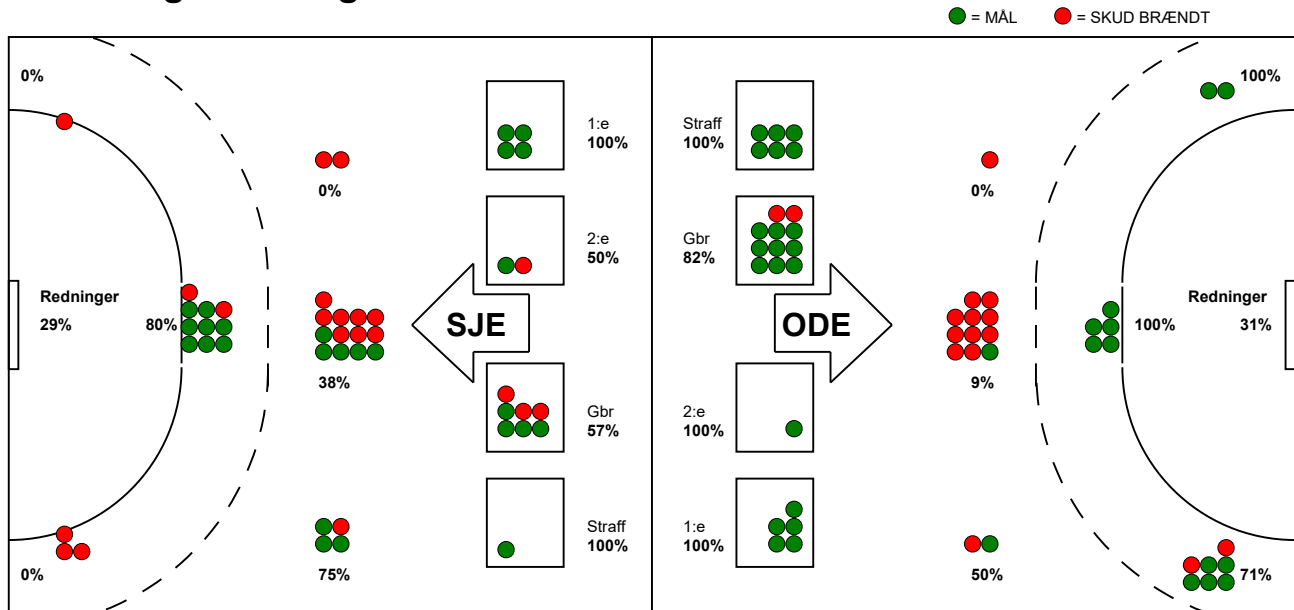 = MÅL = SKUD BRÆNDT
0%
0%
1:e
100%
2:e
50%
Redninger
29%
80%
38%
SJE
Gbr
57%
Straff
100%
75%
0%
Straff
100%
Gbr
82%
ODE
2:e
100%
1:e
100%
0%
9%
50%
100%
100%
Redninger
31%
71%